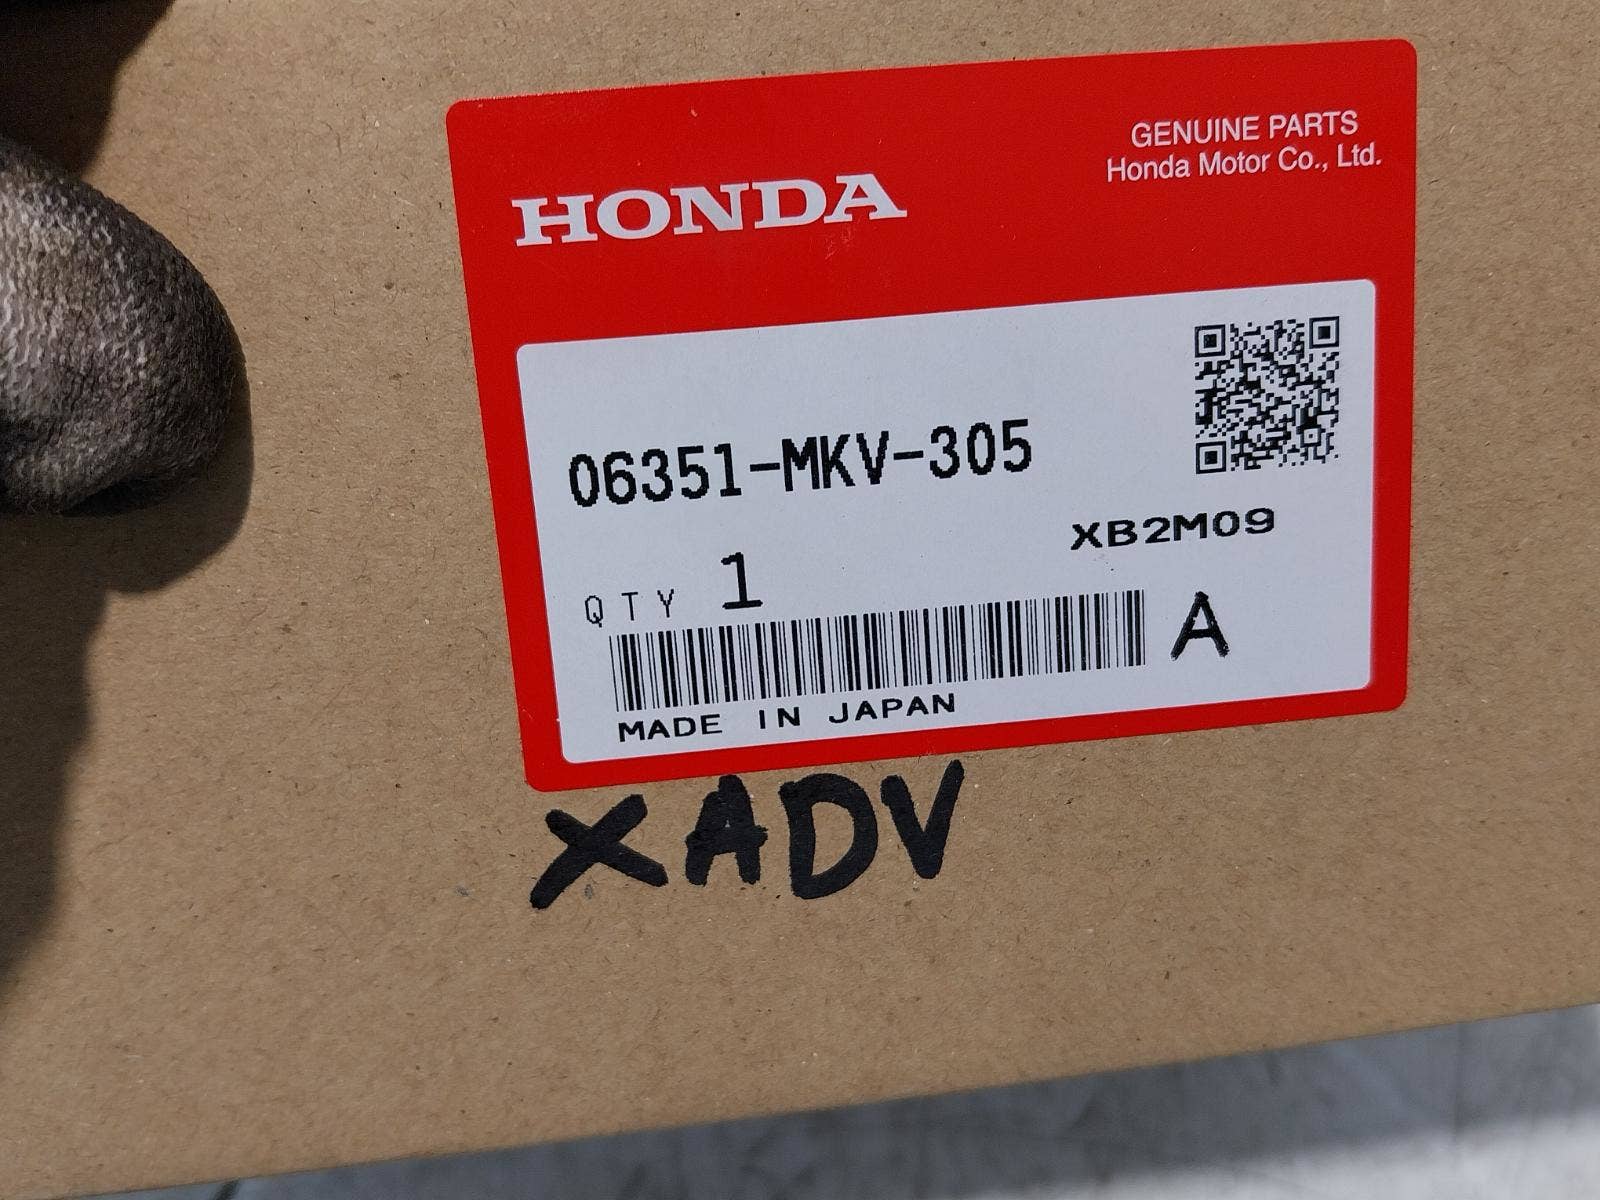 GENUINE PARTS
Honda Motor Co., Ltd.
HONDA
06351-MKV-305
XB2M09
QTY 1
A
MADE IN JAPAN
XADV